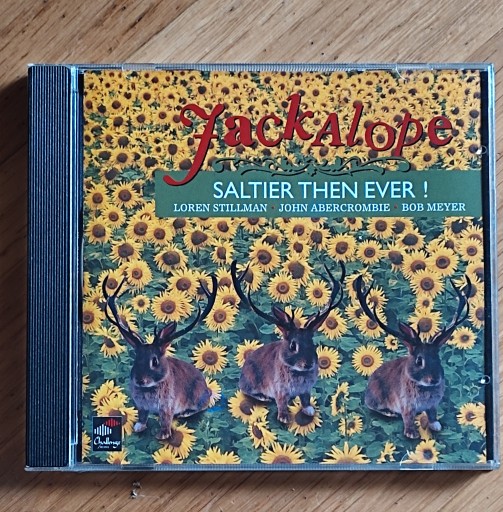 Jackalope
SALTIER THEN EVER !
LOREN STILLMAN • JOHN ABERCROMBIE • BOB MEYER
Challenge